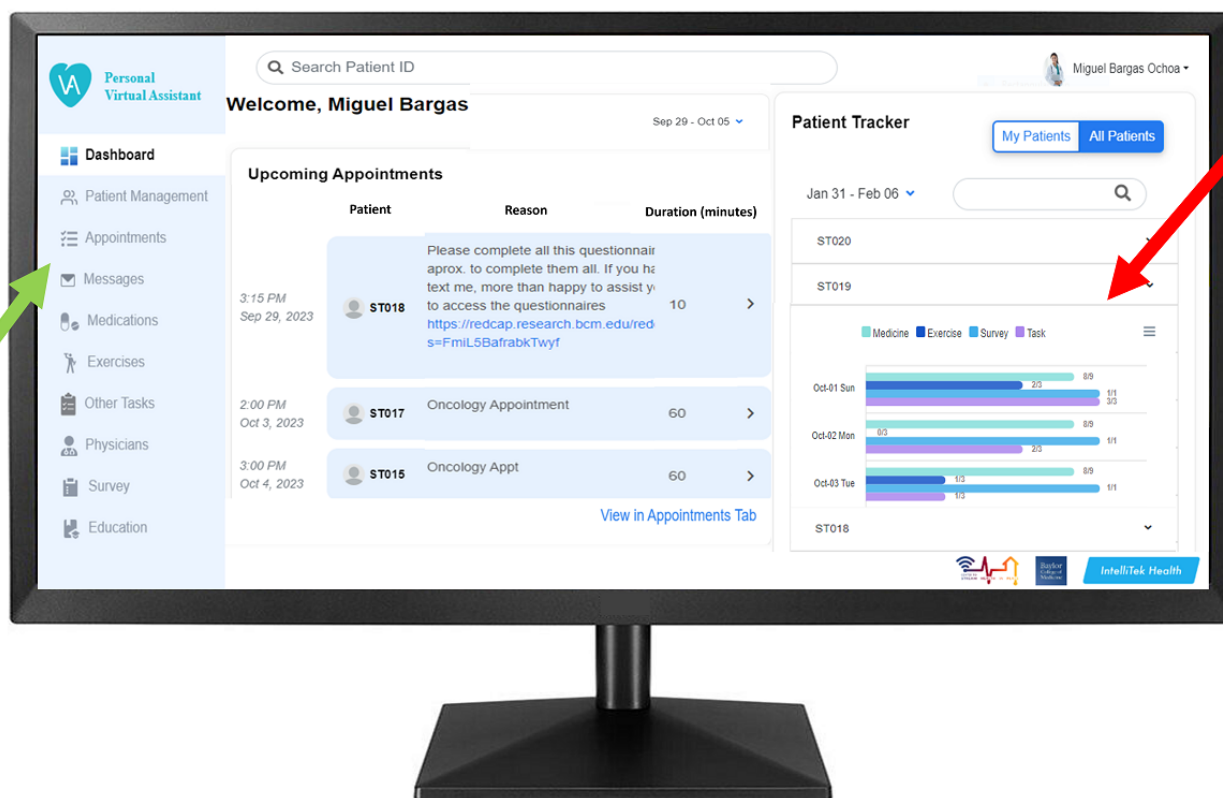 VA
Personal
Virtual Assistant
Dashboard
Patient Management
Appointments
Messages
Medications
Exercises
Other Tasks
Physicians
Survey
Education
Search Patient ID
Miguel Bargas Ochoa
Welcome, Miguel Bargas
Sep 29 - Oct 05
Upcoming Appointments
Patient Reason Duration (minutes)
Please complete all this questionnair
aprox. to complete them all. If you ha
text me, more than happy to assist y
to access the questionnaires
https://redcap.research.bcm.edu/red
s=FmiL5BafrabkTwyf
3:15 PM
Sep 29, 2023
ST018
10
2:00 PM
Oct 3, 2023
ST017
Oncology Appointment
60
3:00 PM
Oct 4, 2023
ST015
Oncology Appt
60
View in Appointments Tab
Patient Tracker
My Patients All Patients
Jan 31 - Feb 06
ST020
ST019
Medicine Exercise Survey Task
Oct-01 Sun
8/9
2/3
1/1
3/3
Oct-02 Mon
8/9
0/3
1/1
2/3
Oct-03 Tue
8/9
1/3
1/1
1/3
ST018
Baylor
College of
Medicine
IntelliTek Health